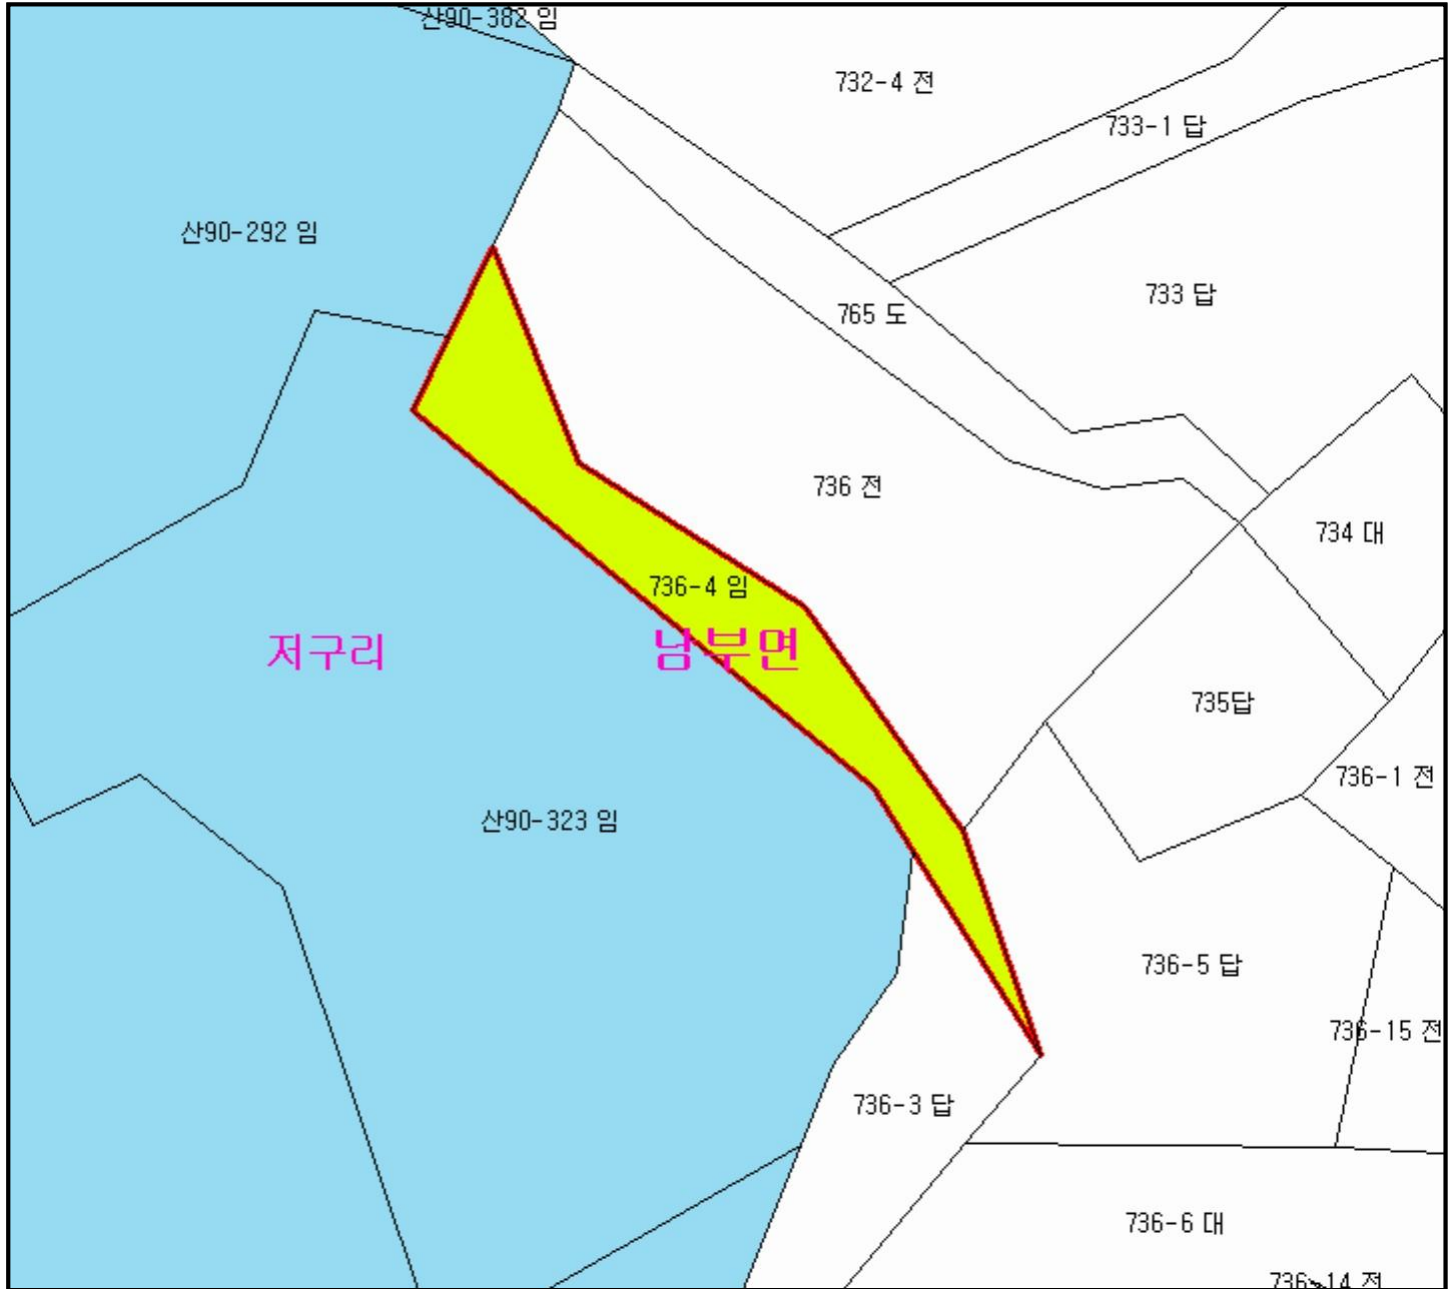 산90-382 임
732-4 전
733-1 답
산90-292 임
733 답
765 도
736 전
734 대
736-4 임
저구리
남부면
735답
736-1 전
산90-323 임
736-5 답
736-15 전
736-3 답
736-6 대
736-14 전